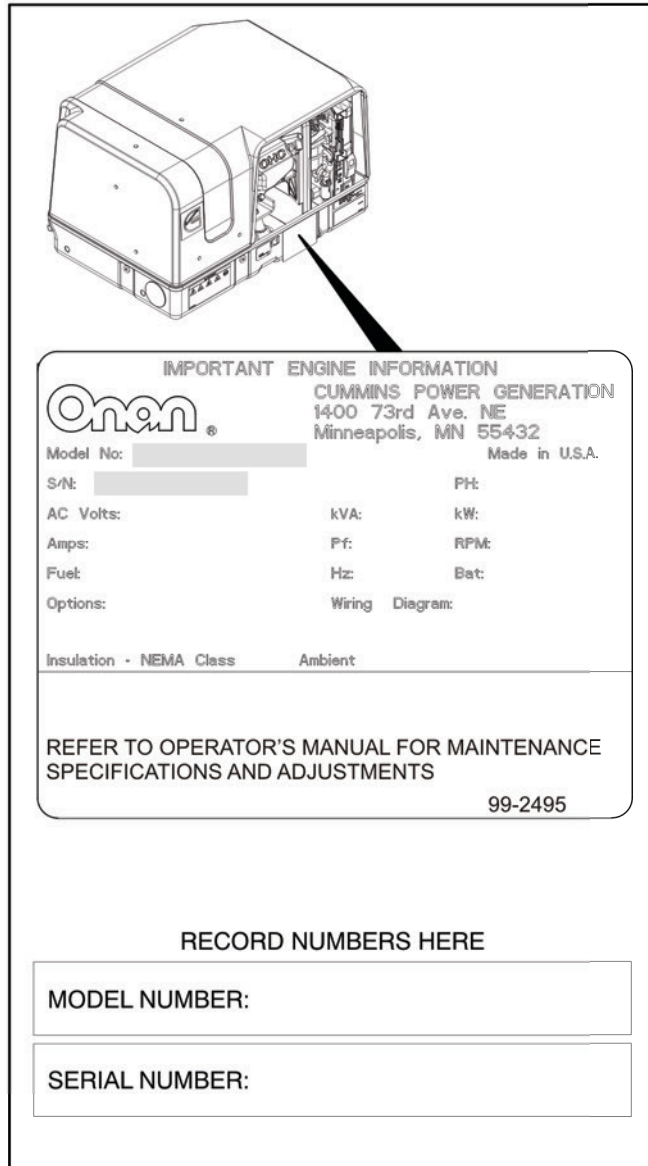 OHC
IMPORTANT ENGINE INFORMATION
Onan ®
CUMMINS POWER GENERATION
1400 73rd Ave. NE
Minneapolis, MN 55432
Model No:
Made in U.S.A.
S/N: PH:
AC Volts: kVA: kW:
Amps: Pf: RPM:
Fuel: Hz: Bat:
Options: Wiring Diagram:
Insulation - NEMA Class Ambient
REFER TO OPERATOR'S MANUAL FOR MAINTENANCE
SPECIFICATIONS AND ADJUSTMENTS
99-2495
RECORD NUMBERS HERE
MODEL NUMBER:
SERIAL NUMBER: